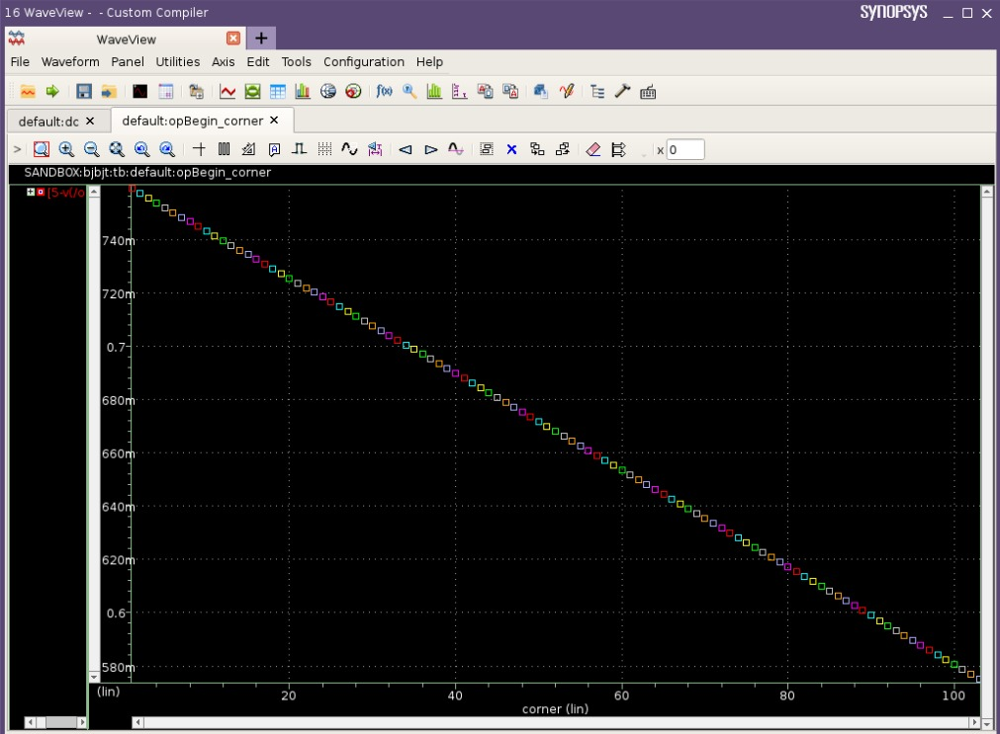 16 WaveView - - Custom Compiler
SYNOPSYS
WaveView
File Waveform Panel Utilities Axis Edit Tools Configuration Help
default:dc default:opBegin_corner
> x 0
SANDBOX:bjbjt:tb:default:opBegin_corner
[5-v(/o
740m
720m
0.7
680m
660m
640m
620m
0.6
580m
(lin)
20 40 60 80 100
corner (lin)